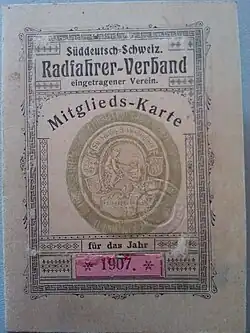 Süddeutsch-Schweiz.
Radfahrer-Verband
eingetragener Verein.
Mitglieds-Karte
für das Jahr
1907.